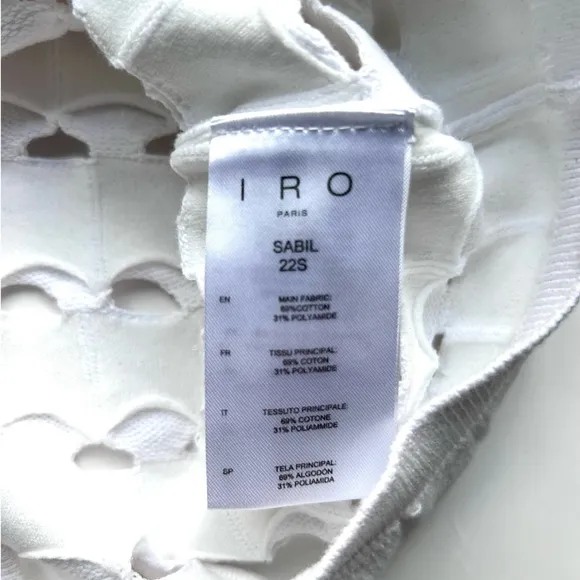 IRO
PARIS
SABIL
22S
EN MAIN FABRIC:
69%COTTON
31% POLYAMIDE
FR TISSU PRINCIPAL:
69% COTON
31% POLYAMIDE
IT TESSUTO PRINCIPALE:
69% COTONE
31% POLIAMMIDE
SP TELA PRINCIPAL:
69% ALGODÓN
31% POLIAMIDA